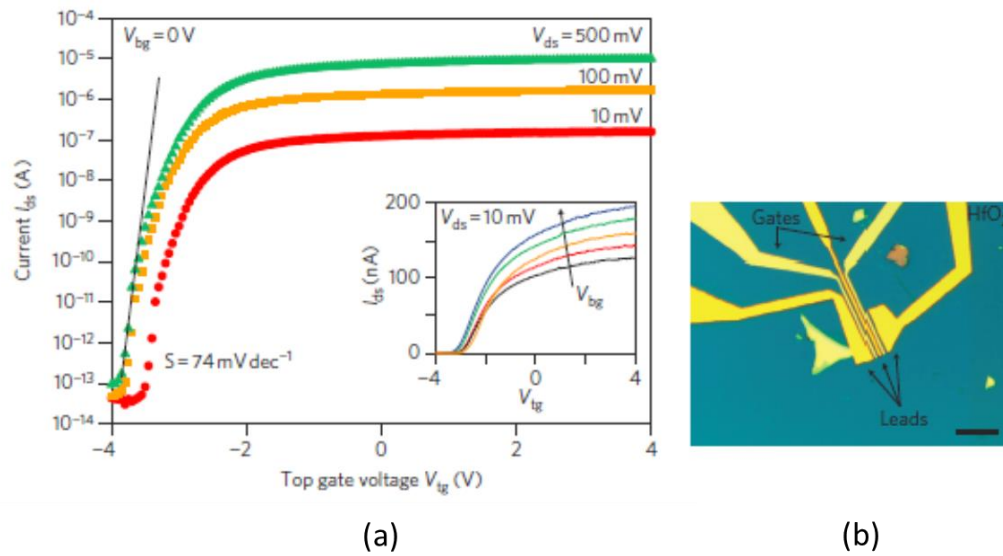 10⁻⁴
10⁻⁵
10⁻⁶
10⁻⁷
10⁻⁸
10⁻⁹
10⁻¹⁰
10⁻¹¹
10⁻¹²
10⁻¹³
10⁻¹⁴
Current Ids (A)
Vbg = 0 V
Vds = 500 mV
100 mV
10 mV
S = 74 mV dec⁻¹
200
100
0
Ids (nA)
Vds = 10 mV
Vbg
−4 0 4
Vtg
−4 −2 0 2 4
Top gate voltage Vtg (V)
(a)
Gates
HfO
Leads
(b)